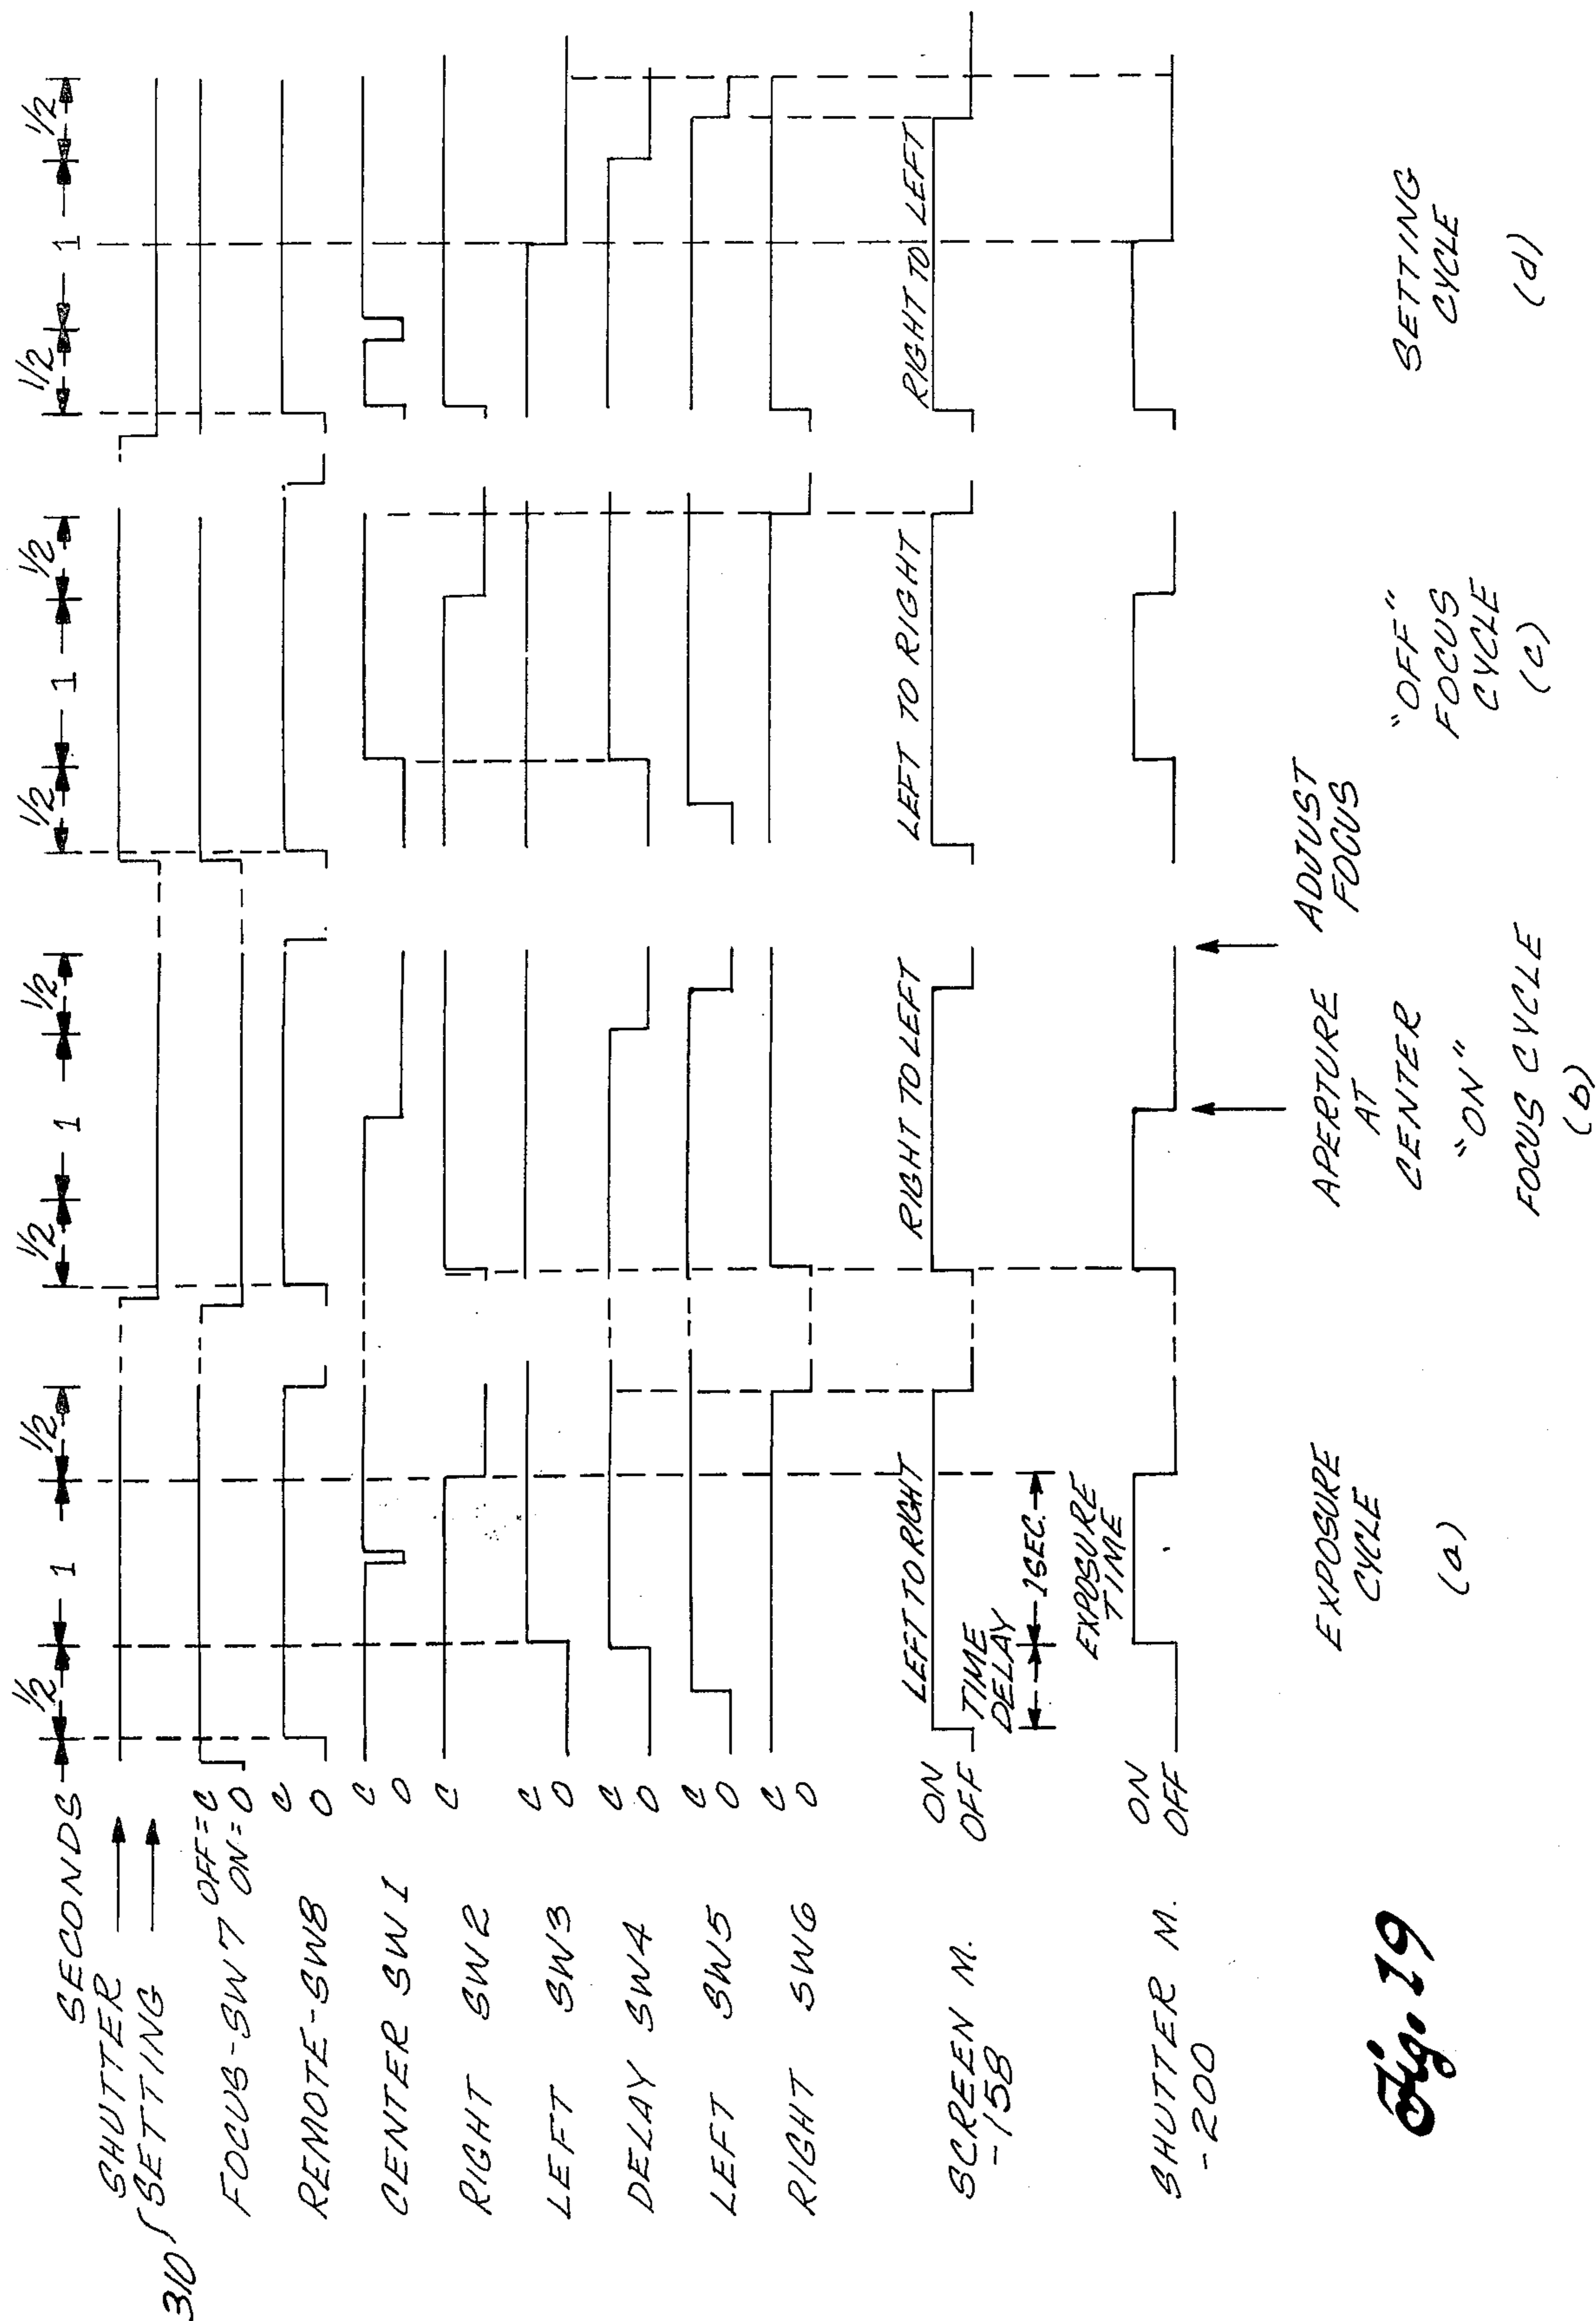 SECONDS
1/2
1
1/2
1/2
1
1/2
1/2
1
1/2
1/2
1
1/2
SHUTTER
310 SETTING
FOCUS-SW7 OFF=C
ON=O
REMOTE-SW8 C
O
CENTER SW1 C
O
RIGHT SW2 C
LEFT SW3 C
O
DELAY SW4 C
O
LEFT SW5 C
O
RIGHT SW6 C
O
SCREEN M.
-158
ON
OFF
LEFT TO RIGHT
RIGHT TO LEFT
LEFT TO RIGHT
RIGHT TO LEFT
TIME
DELAY
1SEC.
EXPOSURE
TIME
SHUTTER M.
-200
ON
OFF
EXPOSURE
CYCLE
(a)
APERTURE
AT
CENTER
"ON"
FOCUS CYCLE
(b)
ADJUST
FOCUS
"OFF"
FOCUS
CYCLE
(c)
SETTING
CYCLE
(d)
Fig. 19